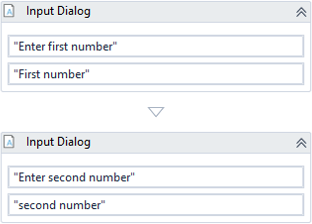 Input Dialog
"Enter first number"
"First number"
Input Dialog
"Enter second number"
"second number"